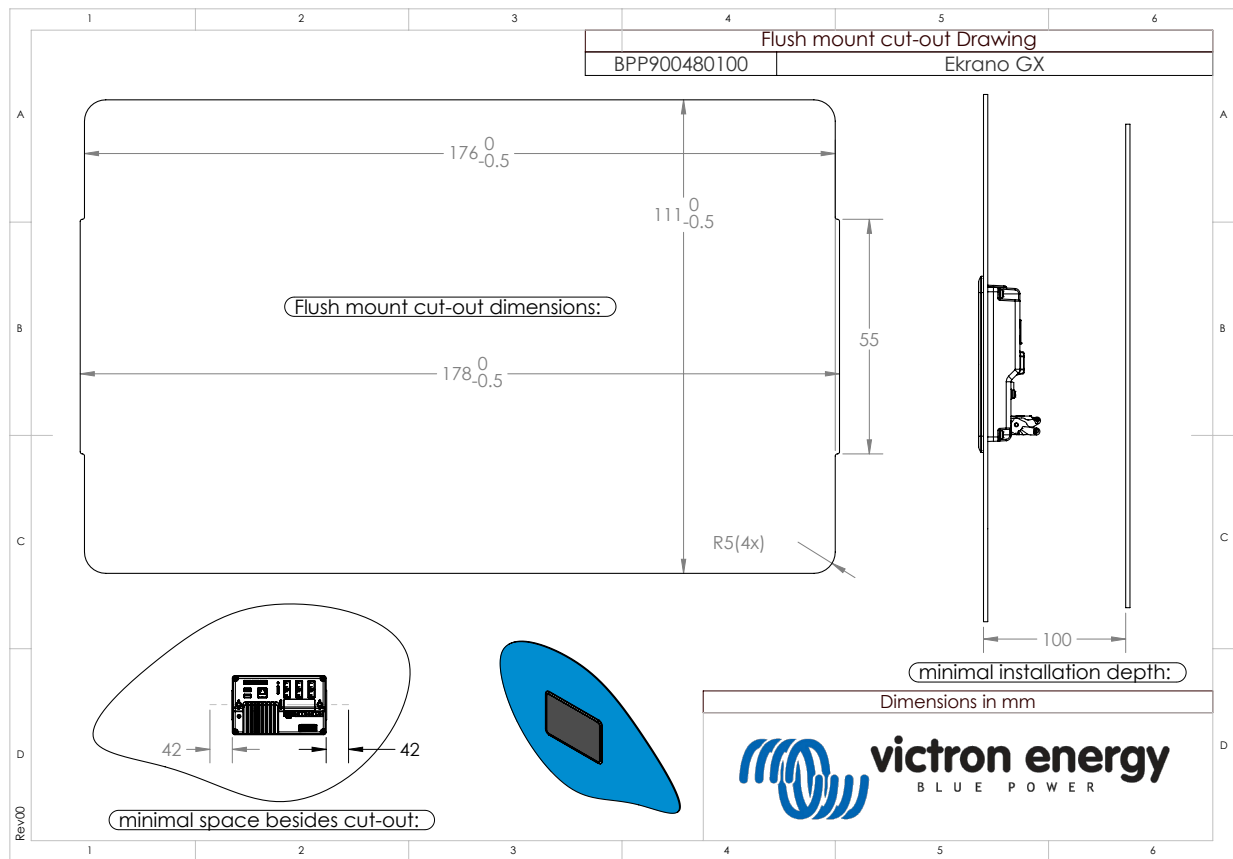 1 2 3 4 5 6
Flush mount cut-out Drawing
BPP900480100 Ekrano GX
A A
176 0 -0.5
111 0 -0.5
Flush mount cut-out dimensions:
B B
55
178 0 -0.5
C C
R5(4x)
100
minimal installation depth:
Dimensions in mm
42 42
D D
victron energy
BLUE POWER
minimal space besides cut-out:
Rev00
1 2 3 4 5 6